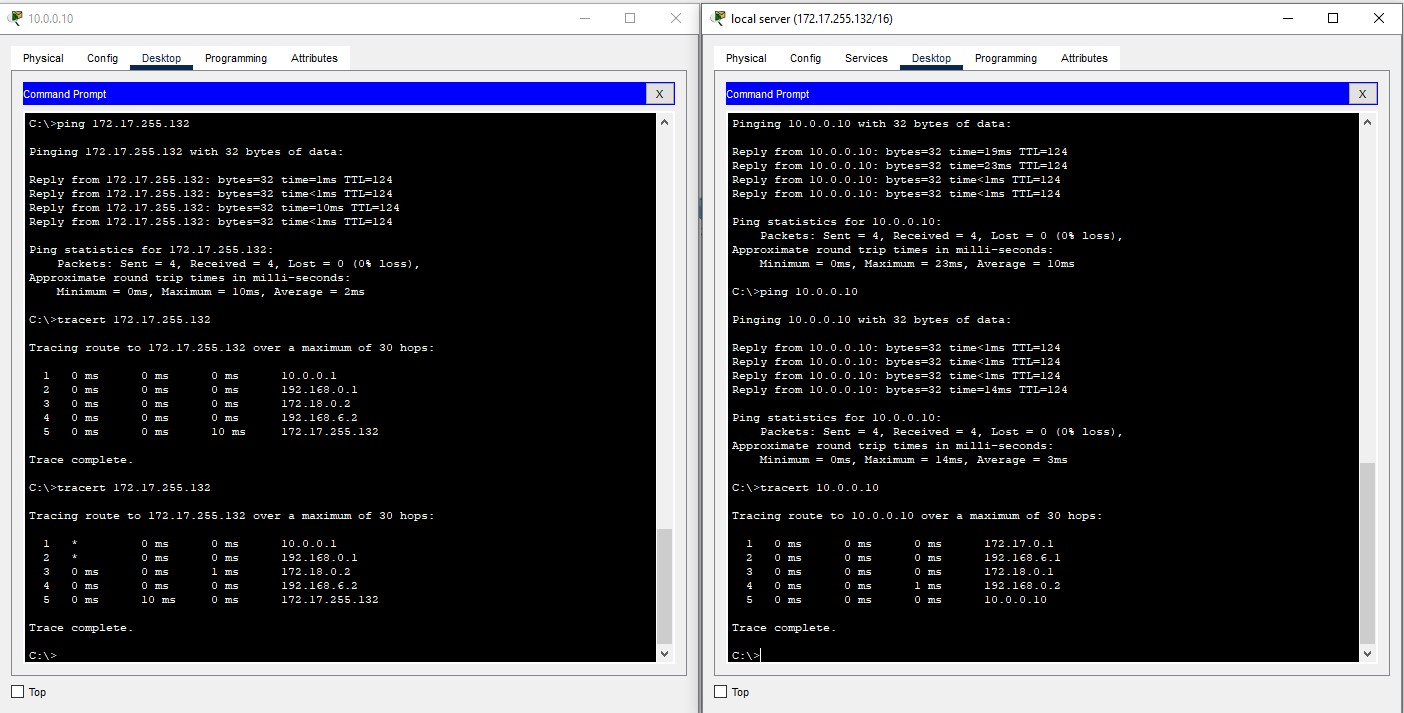 10.0.0.10
Physical Config Desktop Programming Attributes
Command Prompt X
C:\>ping 172.17.255.132
Pinging 172.17.255.132 with 32 bytes of data:
Reply from 172.17.255.132: bytes=32 time=1ms TTL=124
Reply from 172.17.255.132: bytes=32 time<1ms TTL=124
Reply from 172.17.255.132: bytes=32 time=10ms TTL=124
Reply from 172.17.255.132: bytes=32 time<1ms TTL=124
Ping statistics for 172.17.255.132:
Packets: Sent = 4, Received = 4, Lost = 0 (0% loss),
Approximate round trip times in milli-seconds:
Minimum = 0ms, Maximum = 10ms, Average = 2ms
C:\>tracert 172.17.255.132
Tracing route to 172.17.255.132 over a maximum of 30 hops:
1 0 ms 0 ms 0 ms 10.0.0.1
2 0 ms 0 ms 0 ms 192.168.0.1
3 0 ms 0 ms 0 ms 172.18.0.2
4 0 ms 0 ms 0 ms 192.168.6.2
5 0 ms 0 ms 10 ms 172.17.255.132
Trace complete.
C:\>tracert 172.17.255.132
Tracing route to 172.17.255.132 over a maximum of 30 hops:
1 * 0 ms 0 ms 10.0.0.1
2 * 0 ms 0 ms 192.168.0.1
3 0 ms 0 ms 1 ms 172.18.0.2
4 0 ms 0 ms 0 ms 192.168.6.2
5 0 ms 10 ms 0 ms 172.17.255.132
Trace complete.
C:\>
Top
local server (172.17.255.132/16)
Physical Config Services Desktop Programming Attributes
Command Prompt X
Pinging 10.0.0.10 with 32 bytes of data:
Reply from 10.0.0.10: bytes=32 time=19ms TTL=124
Reply from 10.0.0.10: bytes=32 time=23ms TTL=124
Reply from 10.0.0.10: bytes=32 time<1ms TTL=124
Reply from 10.0.0.10: bytes=32 time<1ms TTL=124
Ping statistics for 10.0.0.10:
Packets: Sent = 4, Received = 4, Lost = 0 (0% loss),
Approximate round trip times in milli-seconds:
Minimum = 0ms, Maximum = 23ms, Average = 10ms
C:\>ping 10.0.0.10
Pinging 10.0.0.10 with 32 bytes of data:
Reply from 10.0.0.10: bytes=32 time<1ms TTL=124
Reply from 10.0.0.10: bytes=32 time<1ms TTL=124
Reply from 10.0.0.10: bytes=32 time<1ms TTL=124
Reply from 10.0.0.10: bytes=32 time=14ms TTL=124
Ping statistics for 10.0.0.10:
Packets: Sent = 4, Received = 4, Lost = 0 (0% loss),
Approximate round trip times in milli-seconds:
Minimum = 0ms, Maximum = 14ms, Average = 3ms
C:\>tracert 10.0.0.10
Tracing route to 10.0.0.10 over a maximum of 30 hops:
1 0 ms 0 ms 0 ms 172.17.0.1
2 0 ms 0 ms 0 ms 192.168.6.1
3 0 ms 0 ms 0 ms 172.18.0.1
4 0 ms 0 ms 1 ms 192.168.0.2
5 0 ms 0 ms 0 ms 10.0.0.10
Trace complete.
C:\>
Top